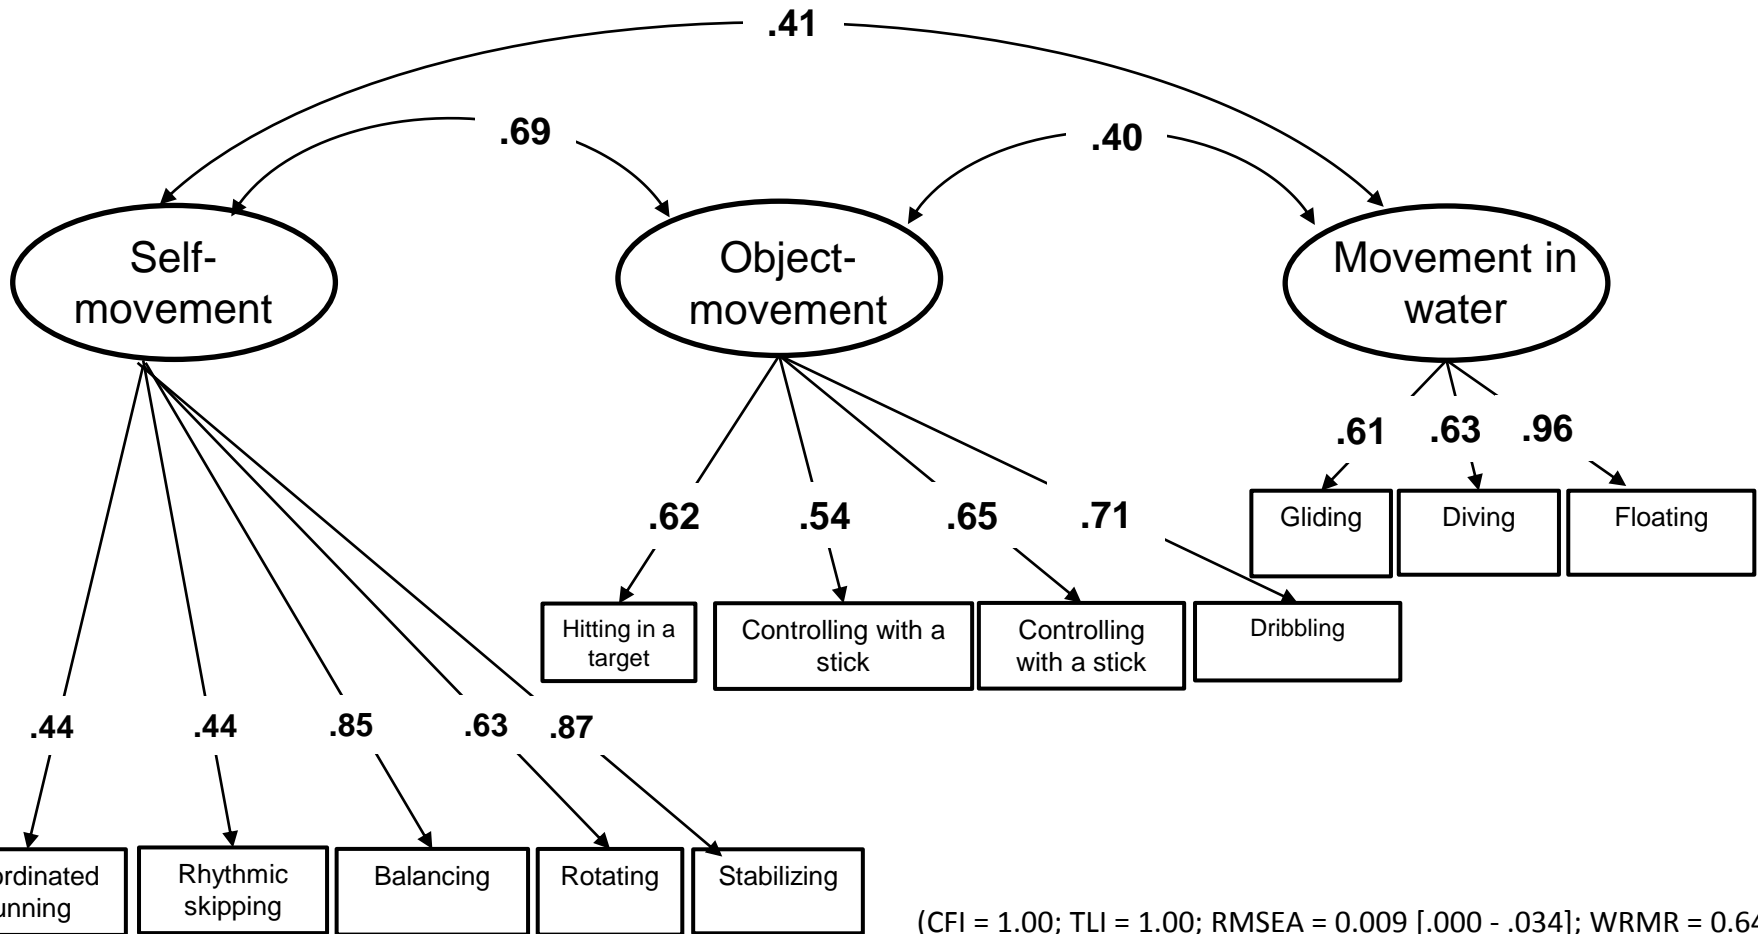 .41
.69
.40
Self-
movement
Object-
movement
Movement in
water
.61 .63 .96
Gliding
Diving
Floating
.62 .54 .65 .71
Hitting in a
target
Controlling with a
stick
Controlling
with a stick
Dribbling
.44 .44 .85 .63 .87
ordinated
unning
Rhythmic
skipping
Balancing
Rotating
Stabilizing
(CFI = 1.00; TLI = 1.00; RMSEA = 0.009 [.000 - .034]; WRMR = 0.64